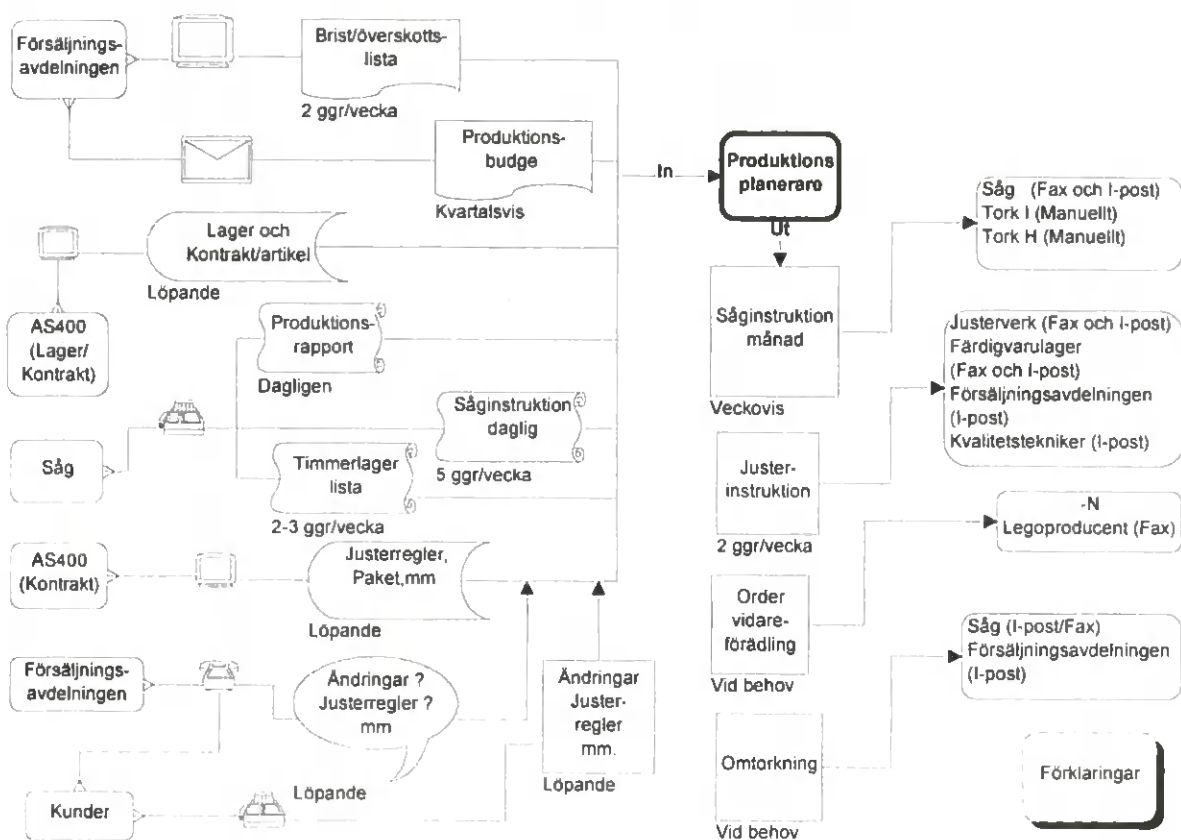 Försäljnings-
avdelningen
Brist/överskotts-
lista
2 ggr/vecka
Produktions-
budge
Kvartalsvis
Lager och
Kontrakt/artikel
Löpande
AS400
(Lager/
Kontrakt)
Produktions-
rapport
Dagligen
Såginstruktion
daglig
5 ggr/vecka
Såg
Timmerlager
lista
2-3 ggr/vecka
AS400
(Kontrakt)
Justerregler,
Paket,mm
Löpande
Försäljnings-
avdelningen
Ändringar ?
Justerregler ?
mm
Löpande
Kunder
Ändringar
Juster-
regler
mm.
Löpande
In
Produktions
planerare
Ut
Såginstruktion
månad
Veckovis
Juster-
instruktion
2 ggr/vecka
Order
vidare-
förädling
Vid behov
Omtorkning
Vid behov
Såg (Fax och I-post)
Tork I (Manuellt)
Tork H (Manuellt)
Justerverk (Fax och I-post)
Färdigvarulager
(Fax och I-post)
Försäljningsavdelningen
(I-post)
Kvalitetstekniker (I-post)
-N
Legoproducent (Fax)
Såg (I-post/Fax)
Försäljningsavdelningen
(I-post)
Förklaringar